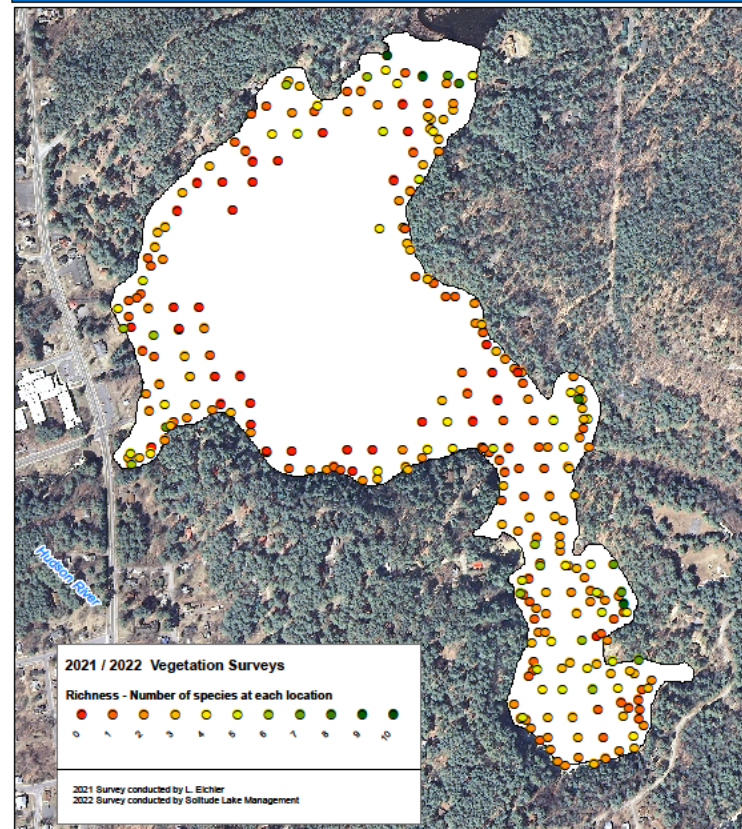 Hudson River
2021 / 2022 Vegetation Surveys
Richness - Number of species at each location
0 1 2 3 4 5 6 7 8 9 10
2021 Survey conducted by L. Eichler
2022 Survey conducted by Solitude Lake Management